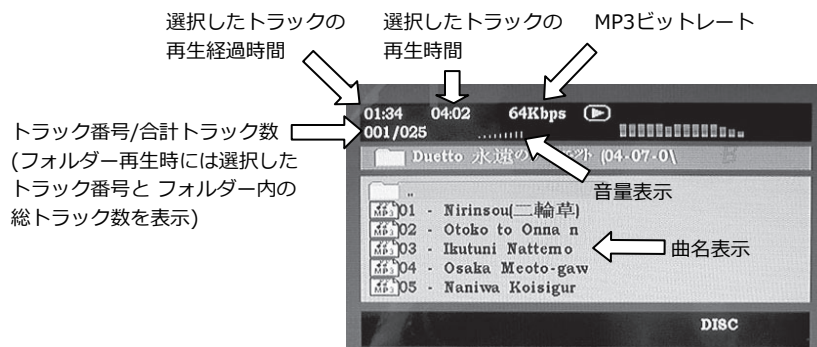 選択したトラックの
再生経過時間
選択したトラックの
再生時間
MP3ビットレート
トラック番号/合計トラック数
(フォルダー再生時には選択した
トラック番号と フォルダー内の
総トラック数を表示)
01:34 04:02 64Kbps
001/025
Duetto 永遠の (04-07-0\
音量表示
..
MP3 01 - Nirinsou(二輪草)
MP3 02 - Otoko to Onna n
MP3 03 - Ikutuni Nattemo
曲名表示
MP3 04 - Osaka Meoto-gaw
MP3 05 - Naniwa Koisigur
DISC